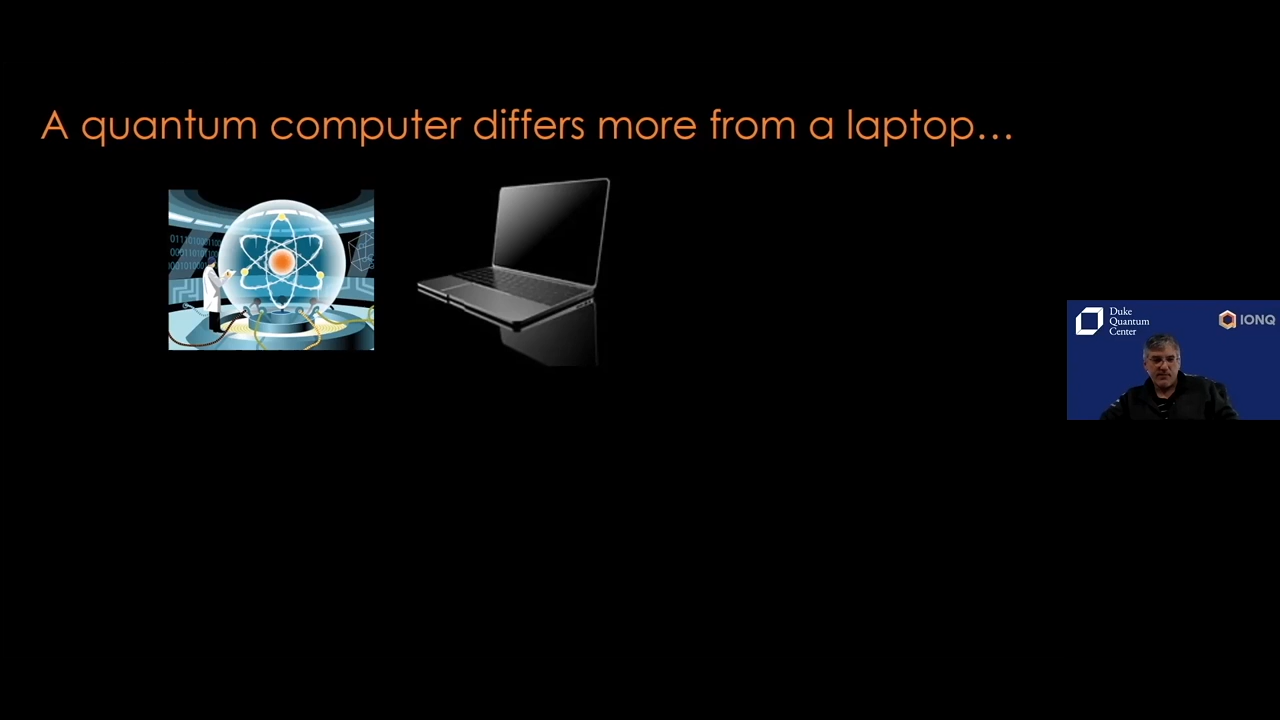 A quantum computer differs more from a laptop…
Duke
Quantum
Center
IONQ